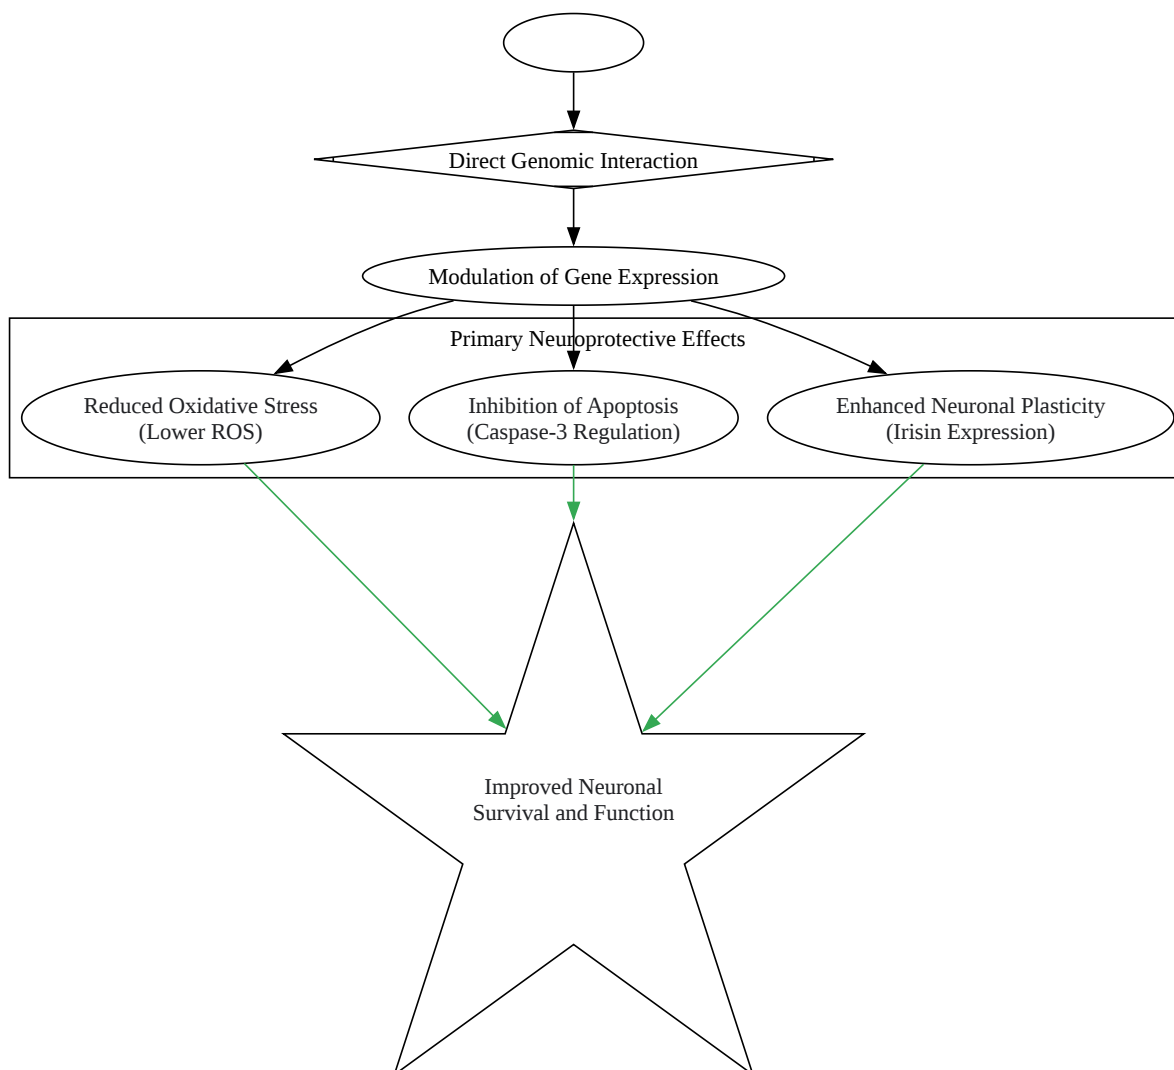 Direct Genomic Interaction
Modulation of Gene Expression
Primary Neuroprotective Effects
Reduced Oxidative Stress
(Lower ROS)
Inhibition of Apoptosis
(Caspase-3 Regulation)
Enhanced Neuronal Plasticity
(Irisin Expression)
Improved Neuronal
Survival and Function